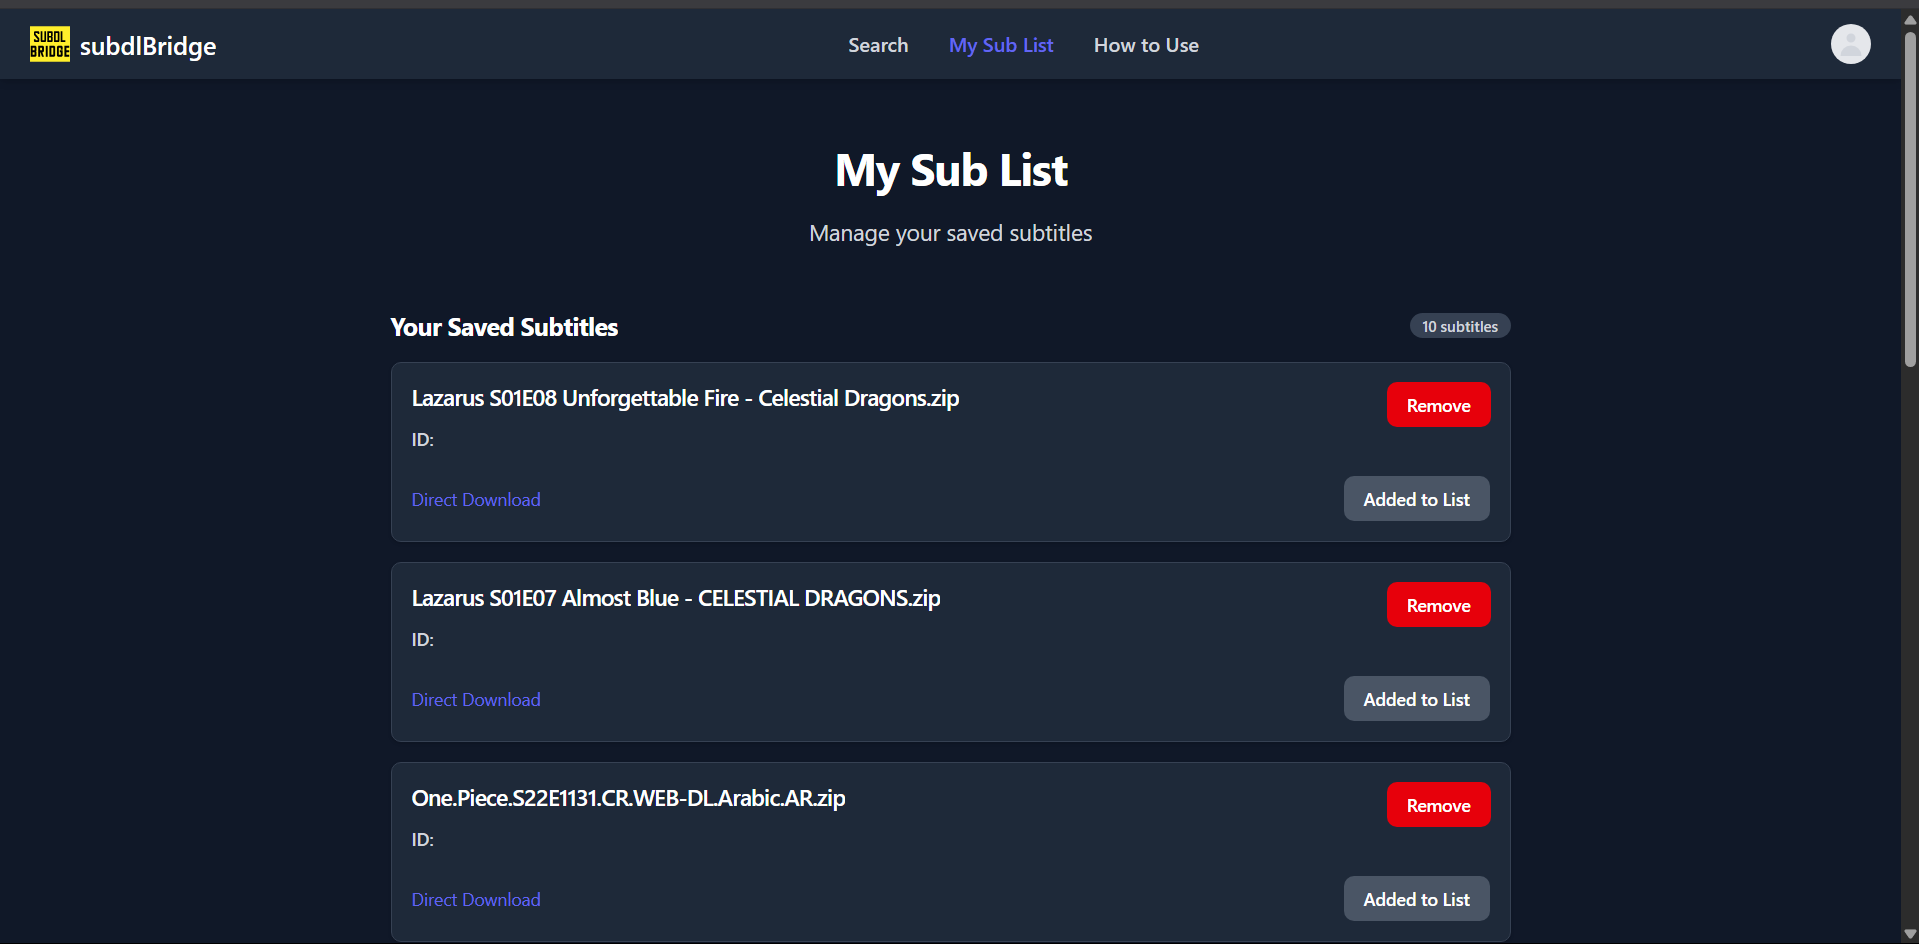 SUBDL
BRIDGE
subdlBridge
Search
My Sub List
How to Use
My Sub List
Manage your saved subtitles
Your Saved Subtitles
10 subtitles
Lazarus S01E08 Unforgettable Fire - Celestial Dragons.zip
Remove
ID:
Direct Download
Added to List
Lazarus S01E07 Almost Blue - CELESTIAL DRAGONS.zip
Remove
ID:
Direct Download
Added to List
One.Piece.S22E1131.CR.WEB-DL.Arabic.AR.zip
Remove
ID:
Direct Download
Added to List